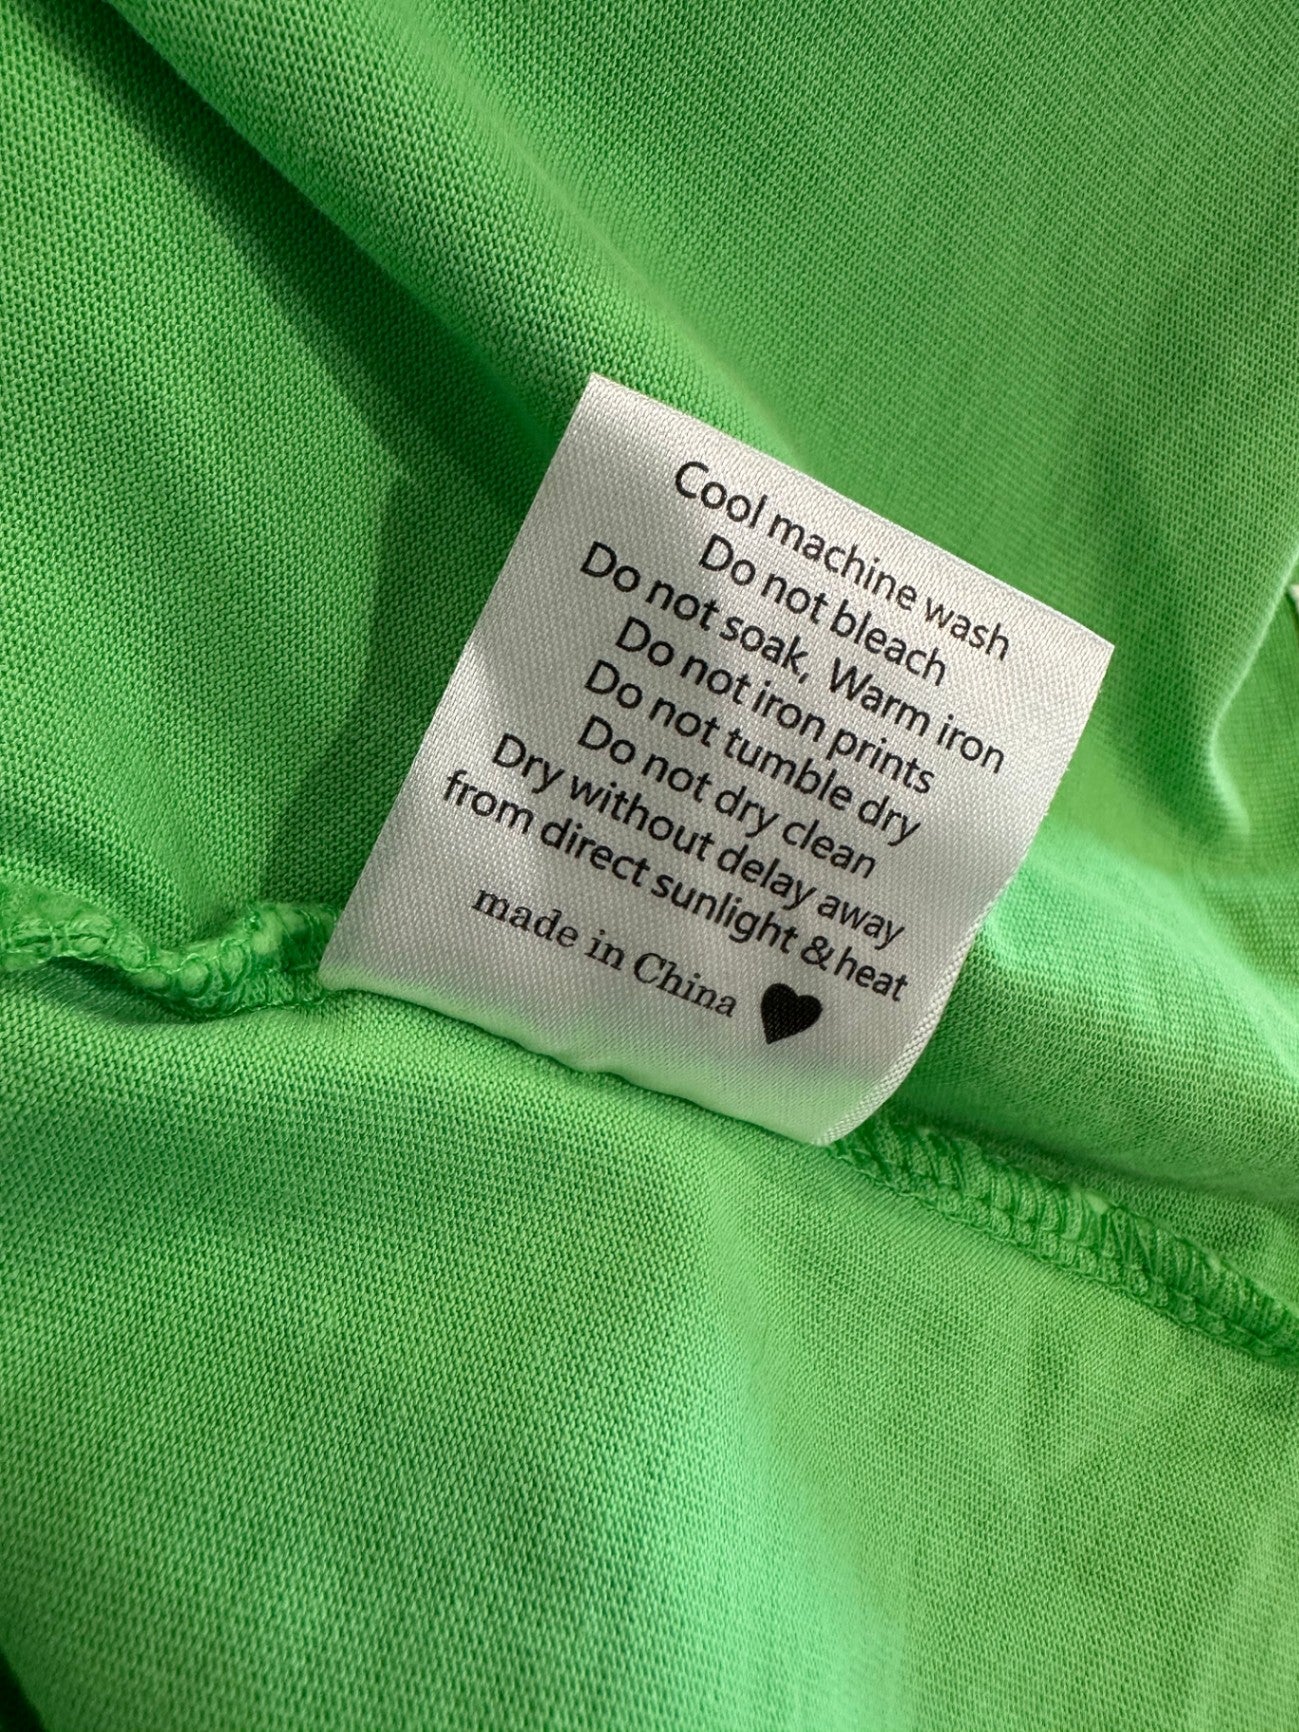 Cool machine wash
Do not bleach
Do not soak, Warm iron
Do not iron prints
Do not tumble dry
Do not dry clean
Dry without delay away
from direct sunlight & heat
made in China